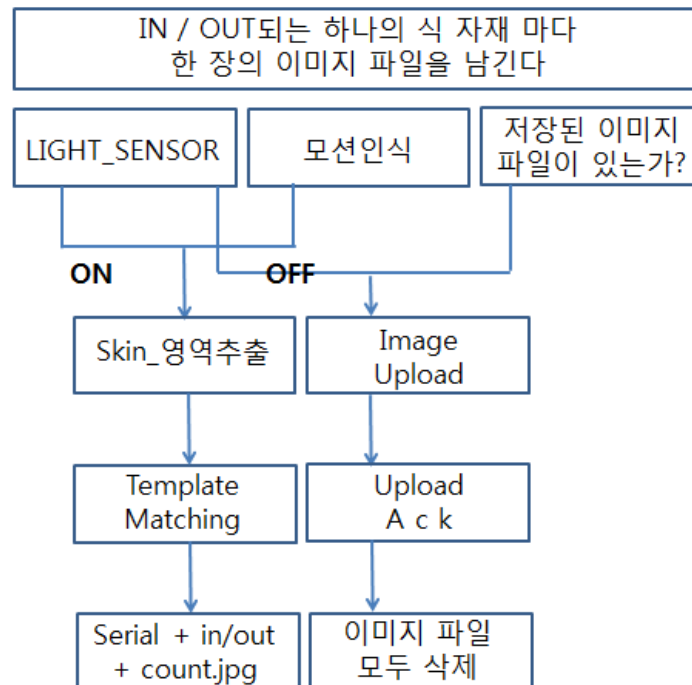 IN / OUT되는 하나의 식 자재 마다
한 장의 이미지 파일을 남긴다
LIGHT_SENSOR
모션인식
저장된 이미지
파일이 있는가?
ON
OFF
Skin_영역추출
Image
Upload
Template
Matching
Upload
A c k
Serial + in/out
+ count.jpg
이미지 파일
모두 삭제